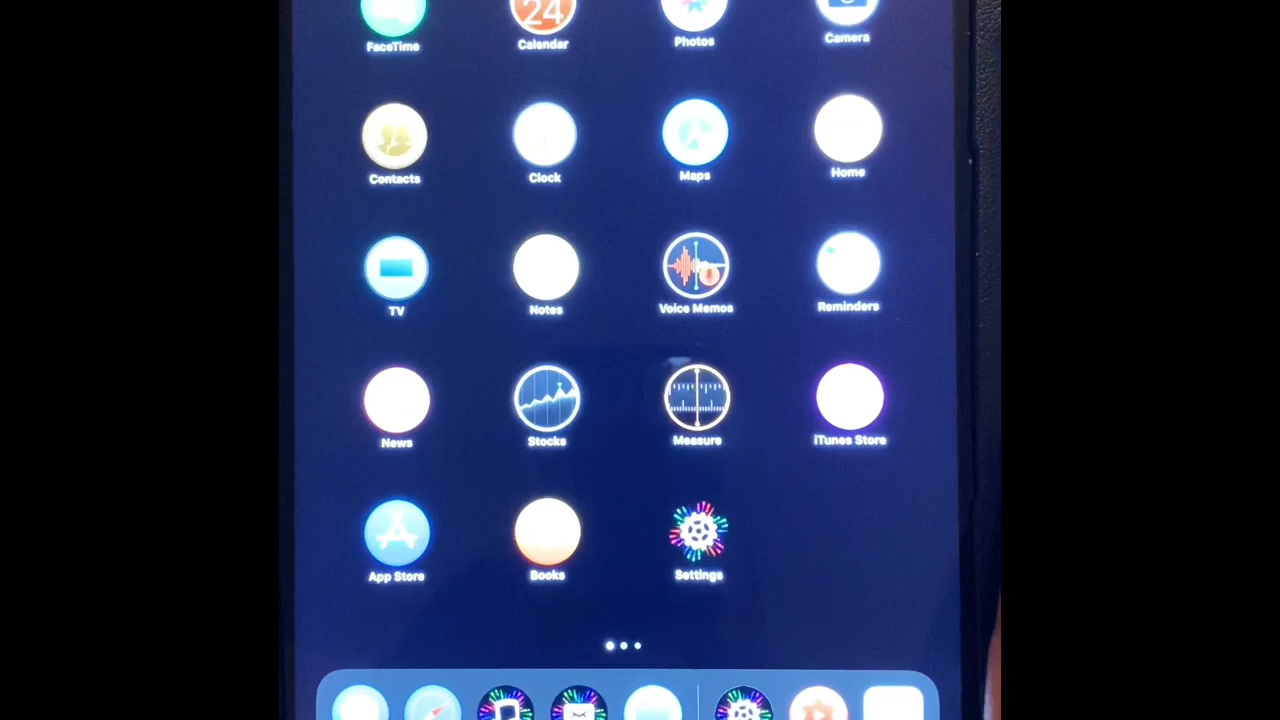 FaceTime
24
Calendar
Photos
Camera
Contacts
Clock
Maps
Home
TV
Notes
Voice Memos
Reminders
News
Stocks
Measure
iTunes Store
App Store
Books
Settings